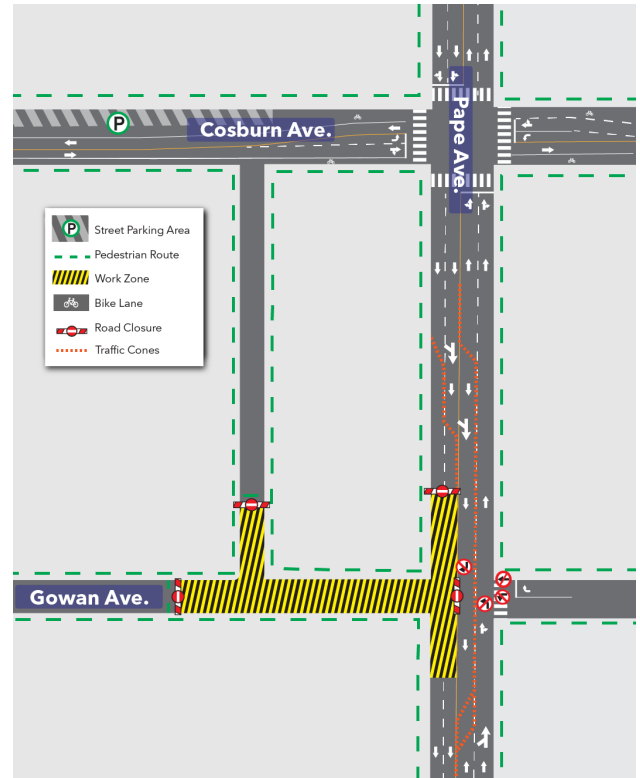 Cosburn Ave.
Pape Ave.
P
P
Street Parking Area
Pedestrian Route
Work Zone
Bike Lane
Road Closure
Traffic Cones
Gowan Ave.